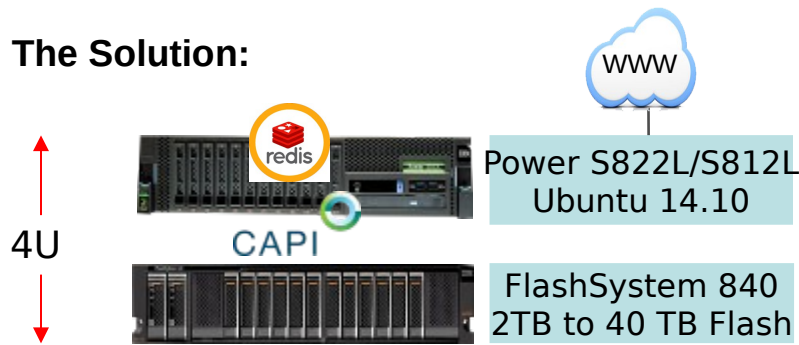 The Solution:
WWW
redis
Power S822L/S812L
Ubuntu 14.10
4U
CAPI
FlashSystem 840
2TB to 40 TB Flash